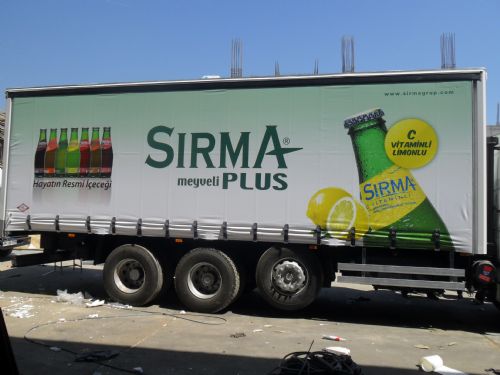 www.sirmagrup.com
C
VİTAMİNLİ
LİMONLU
SIRMA®
meyveli PLUS
Hayatın Resmi İçeceği
SIRMA